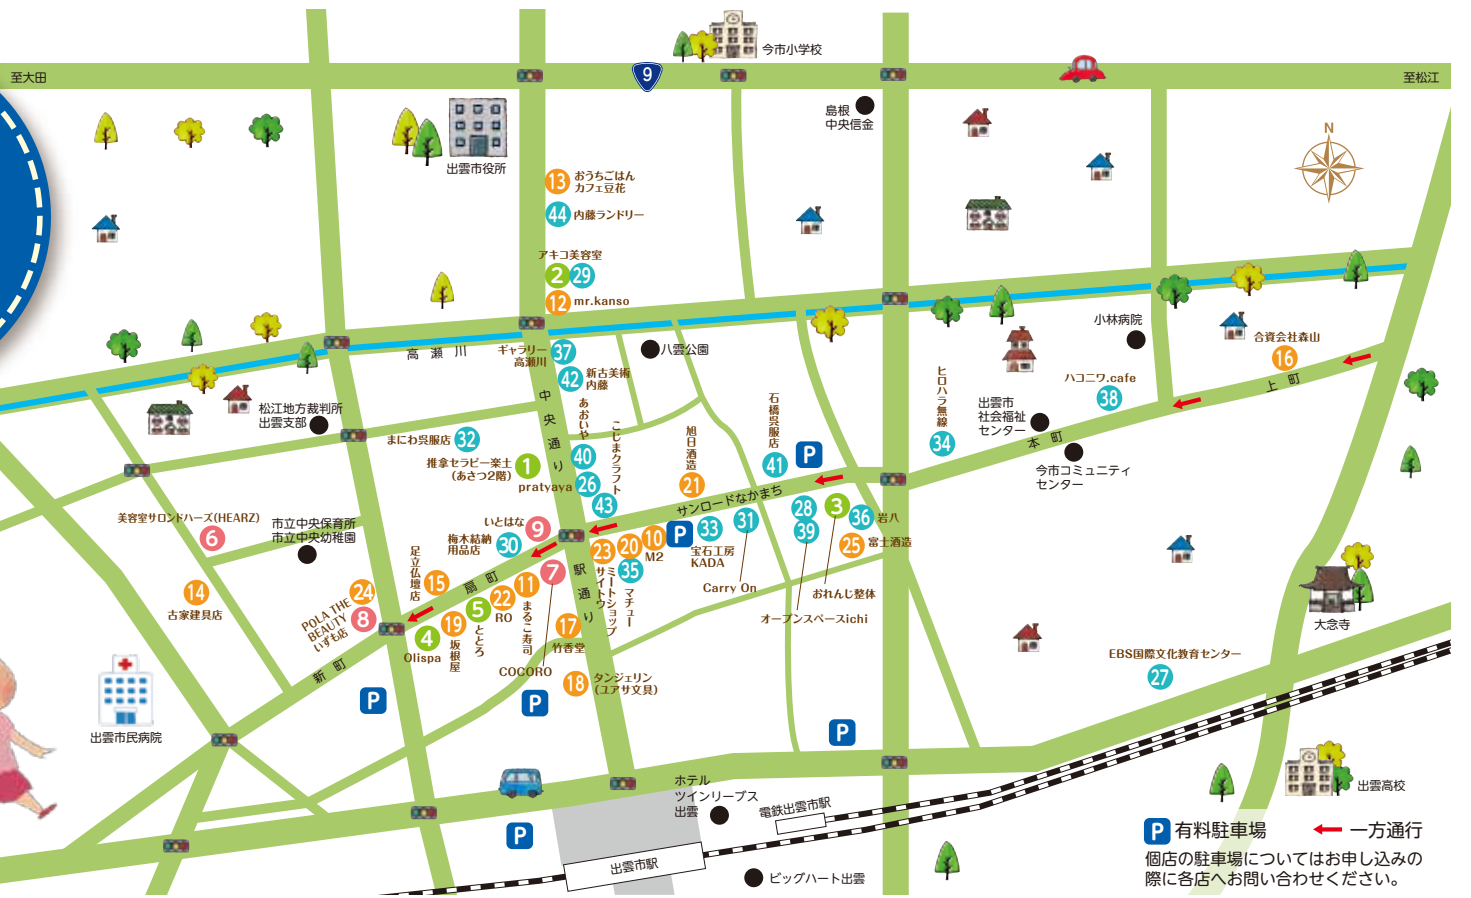 今市小学校
至大田
9
至松江
島根
中央信金
N
出雲市役所
13
おうちごはん
カフェ豆花
44
内藤ランドリー
アキコ美容室
2
29
12
mr.kanso
高瀬川
ギャラリー
高瀬川
37
八雲公園
小林病院
合資会社森山
16
上町
42
新古美術
内藤
中央通り
ハコニワ.cafe
38
ヒロハラ無線
34
出雲市
社会福祉
センター
本町
今市コミュニティ
センター
松江地方裁判所
出雲支部
まにわ呉服店
32
あおいや
40
こじまクラフト
43
旭日酒造
21
石橋呉服店
41
P
推拿セラピー楽土
(あさつ2階)
1
pratyaya
26
サンロードなかまち
美容室サロンドハーズ(HEARZ)
6
市立中央保育所
市立中央幼稚園
いとはな
9
梅木結納
用品店
30
23
20
10
M2
P
33
宝石工房
KADA
31
Carry On
28
39
3
36
岩八
25
富士酒造
おれんじ整体
オープンスペースichi
35
マチェー
ミートショップ
サイトウ
駅通り
7
COCORO
扇町
足立仏壇店
15
11
まるこ寿司
22
RO
5
ととろ
19
坂根屋
4
Olispa
17
竹香堂
18
タンジェリン
(ユアサ文具)
14
古家建具店
24
POLA THE
BEAUTY
いずも店
8
新町
P
P
P
P
大念寺
EBS国際文化教育センター
27
出雲市民病院
ホテル
ツインリーブス
出雲
電鉄出雲市駅
出雲市駅
ビッグハート出雲
出雲高校
P
有料駐車場
一方通行
個店の駐車場についてはお申し込みの
際に各店へお問い合わせください。